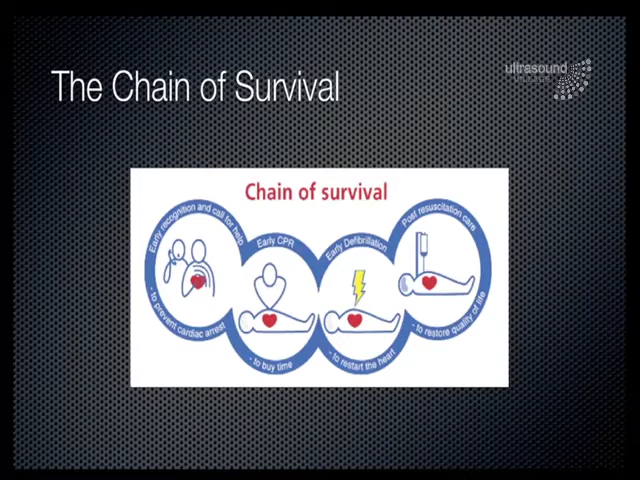 The Chain of Survival
ultrasound
Chain of survival
Early recognition and call for help
- to prevent cardiac arrest
Early CPR
- to buy time
Early Defibrillation
- to restart the heart
Post resuscitation care
- to restore quality of life